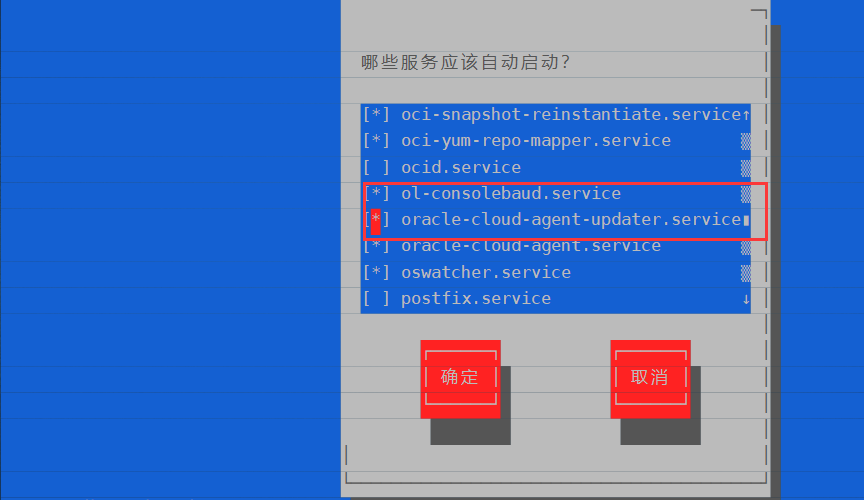 哪些服务应该自动启动?
[*] oci-snapshot-reinstantiate.service↑
[*] oci-yum-repo-mapper.service
[ ] ocid.service
[*] ol-consolebaud.service
[*] oracle-cloud-agent-updater.service
[*] oracle-cloud-agent.service
[*] oswatcher.service
[ ] postfix.service ↓
确定 取消